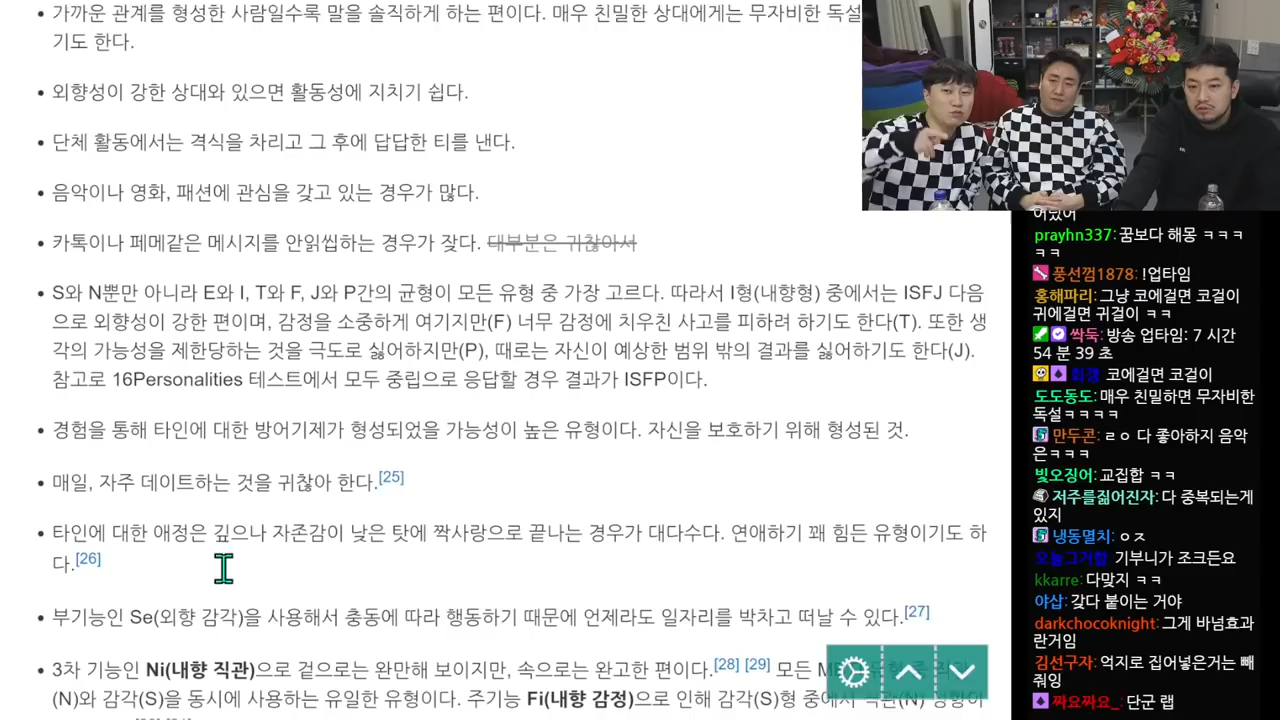 가까운 관계를 형성한 사람일수록 말을 솔직하게 하는 편이다. 매우 친밀한 상대에게는 무자비한 독설
기도 한다.
외향성이 강한 상대와 있으면 활동성에 지치기 쉽다.
단체 활동에서는 격식을 차리고 그 후에 답답한 티를 낸다.
음악이나 영화, 패션에 관심을 갖고 있는 경우가 많다.
카톡이나 페메같은 메시지를 안읽씹하는 경우가 잦다. 대부분은 귀찮아서
S와 N뿐만 아니라 E와 I, T와 F, J와 P간의 균형이 모든 유형 중 가장 고르다. 따라서 I형(내향형) 중에서는 ISFJ 다음
으로 외향성이 강한 편이며, 감정을 소중하게 여기지만(F) 너무 감정에 치우친 사고를 피하려 하기도 한다(T). 또한 생
각의 가능성을 제한당하는 것을 극도로 싫어하지만(P), 때로는 자신이 예상한 범위 밖의 결과를 싫어하기도 한다(J).
참고로 16Personalities 테스트에서 모두 중립으로 응답할 경우 결과가 ISFP이다.
경험을 통해 타인에 대한 방어기제가 형성되었을 가능성이 높은 유형이다. 자신을 보호하기 위해 형성된 것.
매일, 자주 데이트하는 것을 귀찮아 한다.[25]
타인에 대한 애정은 깊으나 자존감이 낮은 탓에 짝사랑으로 끝나는 경우가 대다수다. 연애하기 꽤 힘든 유형이기도 하
다.[26]
부기능인 Se(외향 감각)을 사용해서 충동에 따라 행동하기 때문에 언제라도 일자리를 박차고 떠날 수 있다.[27]
3차 기능인 Ni(내향 직관)으로 겉으로는 완만해 보이지만, 속으로는 완고한 편이다.[28] [29] 모든
(N)와 감각(S)을 동시에 사용하는 유일한 유형이다. 주기능 Fi(내향 감정)으로 인해 감각(S)형 중에서 직관(N) 성향이
어땠어
prayhn337: 꿈보다 해몽 ㅋㅋㅋ
ㅋㅋ
풍선껌1878: !업타임
홍해파리: 그냥 코에걸면 코걸이
귀에걸면 귀걸이 ㅋㅋ
싹둑: 방송 업타임: 7 시간
54 분 39 초
코에걸면 코걸이
도도동도: 매우 친밀하면 무자비한
독설ㅋㅋㅋㅋ
만두콘: ㄹㅇ 다 좋아하지 음악
은ㅋㅋㅋ
빛오징어: 교집합 ㅋㅋ
저주를짊어진자: 다 중복되는게
있지
냉동멸치: ㅇㅈ
오늘그거함 기부니가 조크든요
kkarre: 다맞지 ㅋㅋ
야삽: 갖다 붙이는 거야
darkchocoknight: 그게 바넘효과
란거임
김선구자: 억지로 집어넣은거는 빼
줘잉
짜요짜요_: 단군 랩